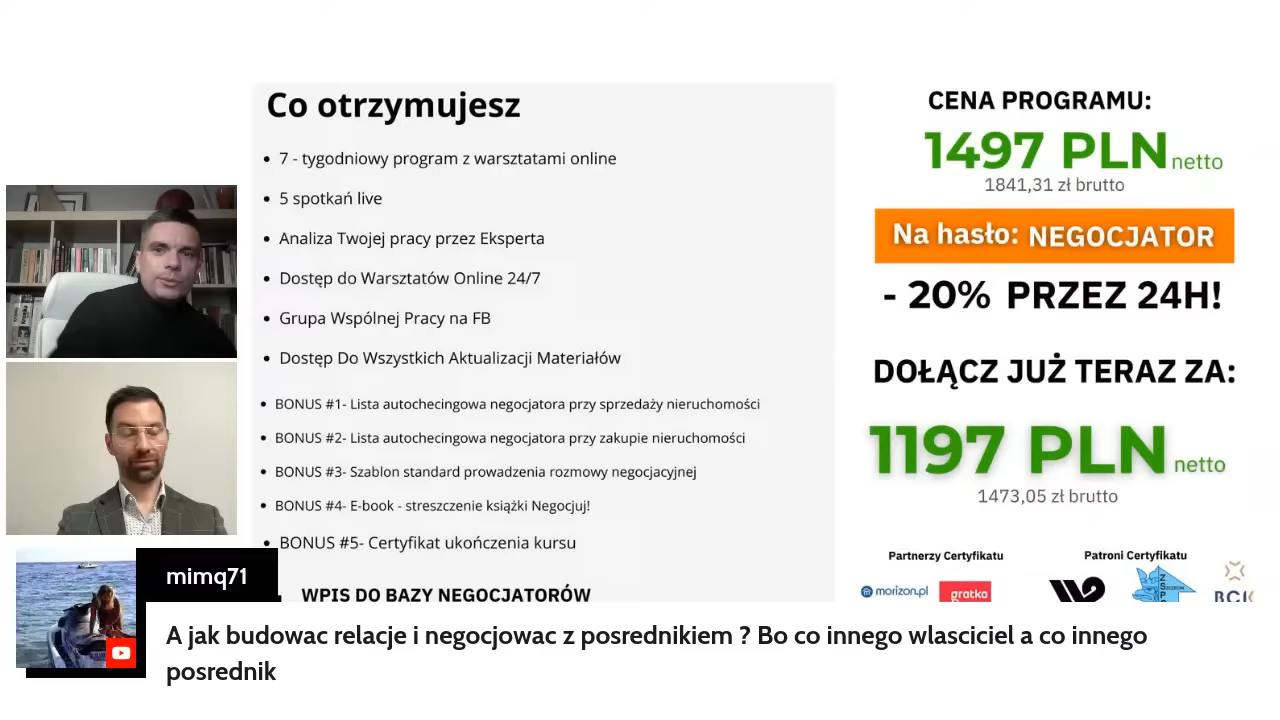 Co otrzymujesz
7 - tygodniowy program z warsztatami online
5 spotkań live
Analiza Twojej pracy przez Eksperta
Dostęp do Warsztatów Online 24/7
Grupa Wspólnej Pracy na FB
Dostęp Do Wszystkich Aktualizacji Materiałów
BONUS #1- Lista autochecingowa negocjatora przy sprzedaży nieruchomości
BONUS #2- Lista autochecingowa negocjatora przy zakupie nieruchomości
BONUS #3- Szablon standard prowadzenia rozmowy negocjacyjnej
BONUS #4- E-book - streszczenie książki Negocjuj!
BONUS #5- Certyfikat ukończenia kursu
WPIS DO BAZY NEGOCJATORÓW
CENA PROGRAMU:
1497 PLN netto
1841,31 zł brutto
Na hasło: NEGOCJATOR
- 20% PRZEZ 24H!
DOŁĄCZ JUŻ TERAZ ZA:
1197 PLN netto
1473,05 zł brutto
Partnerzy Certyfikatu
Patroni Certyfikatu
morizon.pl
gratka
mimq71
A jak budowac relacje i negocjowac z posrednikiem ? Bo co innego wlasciciel a co innego
posrednik